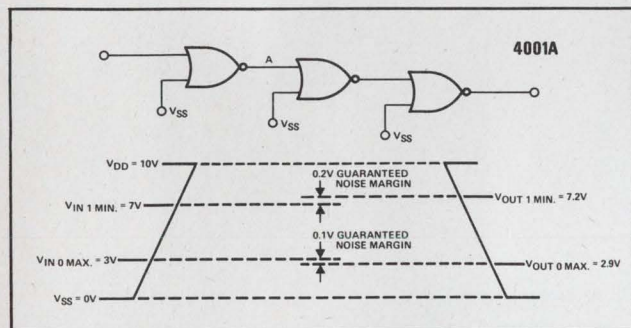 4001A
A
VSS
VSS
VSS
VDD = 10V
0.2V GUARANTEED
NOISE MARGIN
VIN 1 MIN. = 7V
VOUT 1 MIN. = 7.2V
0.1V GUARANTEED
NOISE MARGIN
VIN 0 MAX. = 3V
VOUT 0 MAX. = 2.9V
VSS = 0V